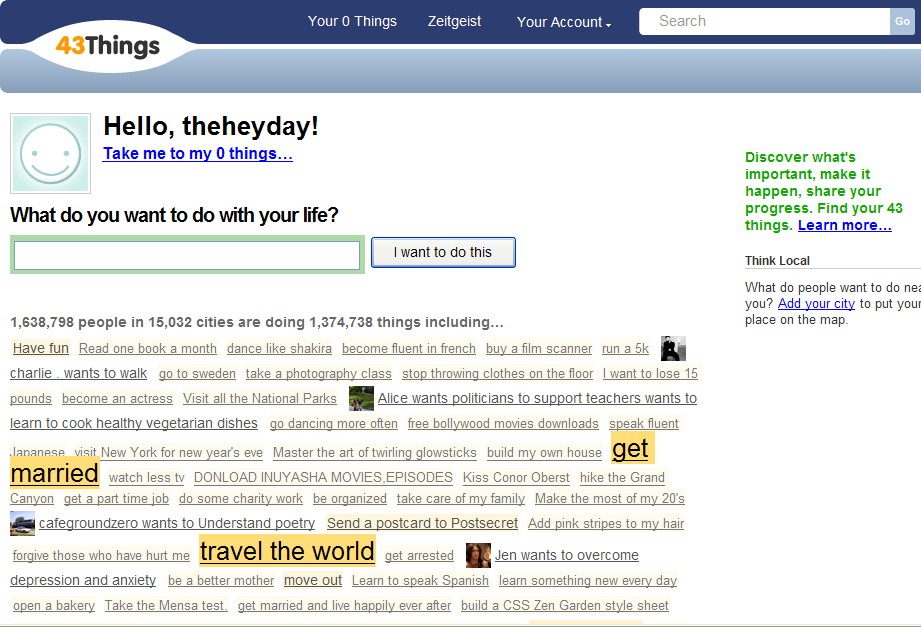 Your 0 Things Zeitgeist Your Account Search Go
43Things
Hello, theheyday!
Take me to my 0 things…
What do you want to do with your life?
I want to do this
Discover what's
important, make it
happen, share your
progress. Find your 43
things. Learn more…
Think Local
What do people want to do nea
you? Add your city to put your
place on the map.
1,638,798 people in 15,032 cities are doing 1,374,738 things including…
Have fun Read one book a month dance like shakira become fluent in french buy a film scanner run a 5k
charlie . wants to walk go to sweden take a photography class stop throwing clothes on the floor I want to lose 15
pounds become an actress Visit all the National Parks Alice wants politicians to support teachers wants to
learn to cook healthy vegetarian dishes go dancing more often free bollywood movies downloads speak fluent
Japanese visit New York for new year's eve Master the art of twirling glowsticks build my own house get
married watch less tv DONLOAD INUYASHA MOVIES,EPISODES Kiss Conor Oberst hike the Grand
Canyon get a part time job do some charity work be organized take care of my family Make the most of my 20's
cafegroundzero wants to Understand poetry Send a postcard to Postsecret Add pink stripes to my hair
forgive those who have hurt me travel the world get arrested Jen wants to overcome
depression and anxiety be a better mother move out Learn to speak Spanish learn something new every day
open a bakery Take the Mensa test. get married and live happily ever after build a CSS Zen Garden style sheet